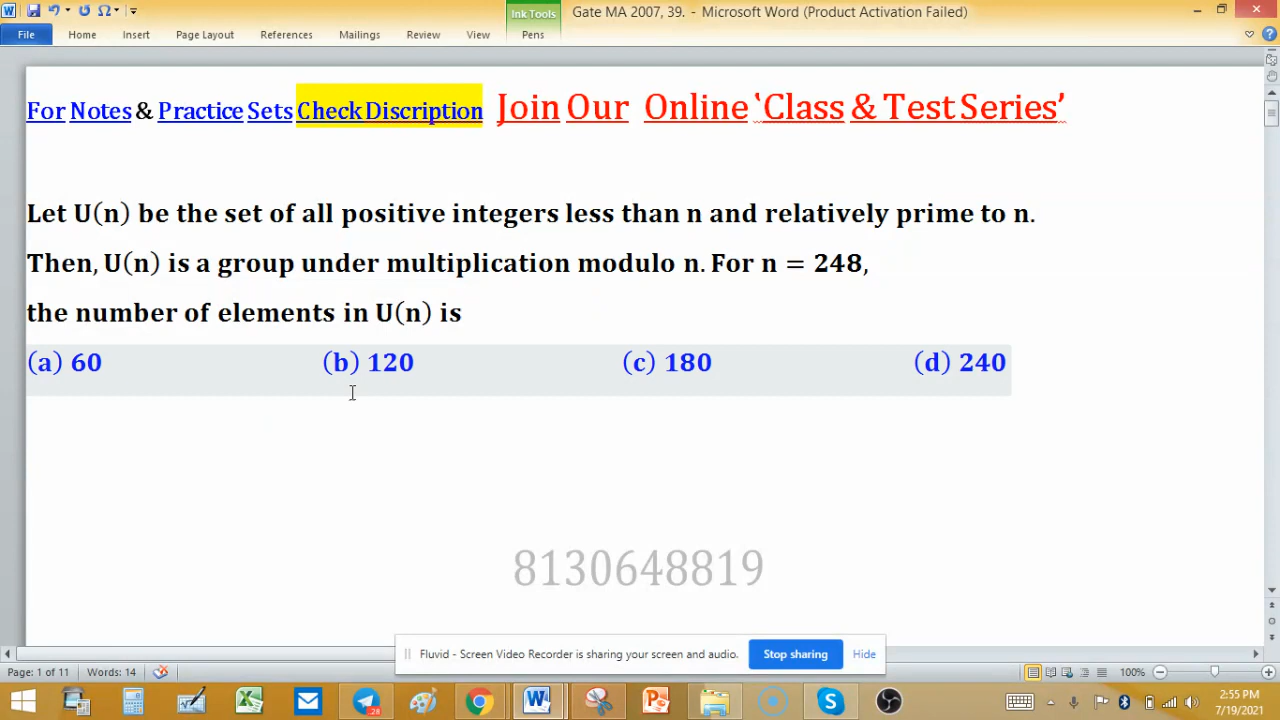 Ink Tools
Gate MA 2007, 39. - Microsoft Word (Product Activation Failed)
File Home Insert Page Layout References Mailings Review View Pens
For Notes & Practice Sets Check Discription Join Our Online 'Class & Test Series'
Let U(n) be the set of all positive integers less than n and relatively prime to n.
Then, U(n) is a group under multiplication modulo n. For n = 248,
the number of elements in U(n) is
(a) 60 (b) 120 (c) 180 (d) 240
8130648819
Fluvid - Screen Video Recorder is sharing your screen and audio. Stop sharing Hide
Page: 1 of 11 Words: 14 100%
2:55 PM
7/19/2021